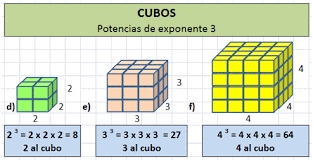 CUBOS
Potencias de exponente 3
d)
2
2
2
e)
3
3
3
f)
4
4
4
2 ³ = 2 x 2 x 2 = 8
2 al cubo
3 ³ = 3 x 3 x 3 = 27
3 al cubo
4 ³ = 4 x 4 x 4 = 64
4 al cubo